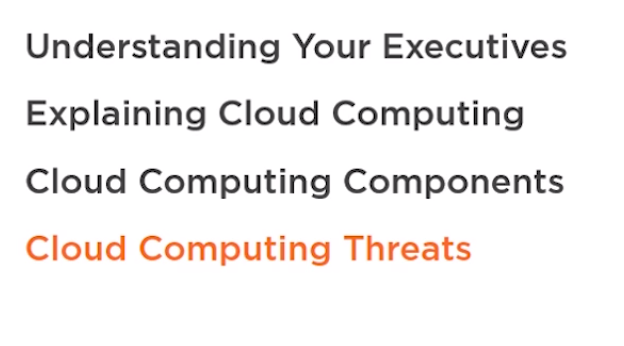 Understanding Your Executives
Explaining Cloud Computing
Cloud Computing Components
Cloud Computing Threats